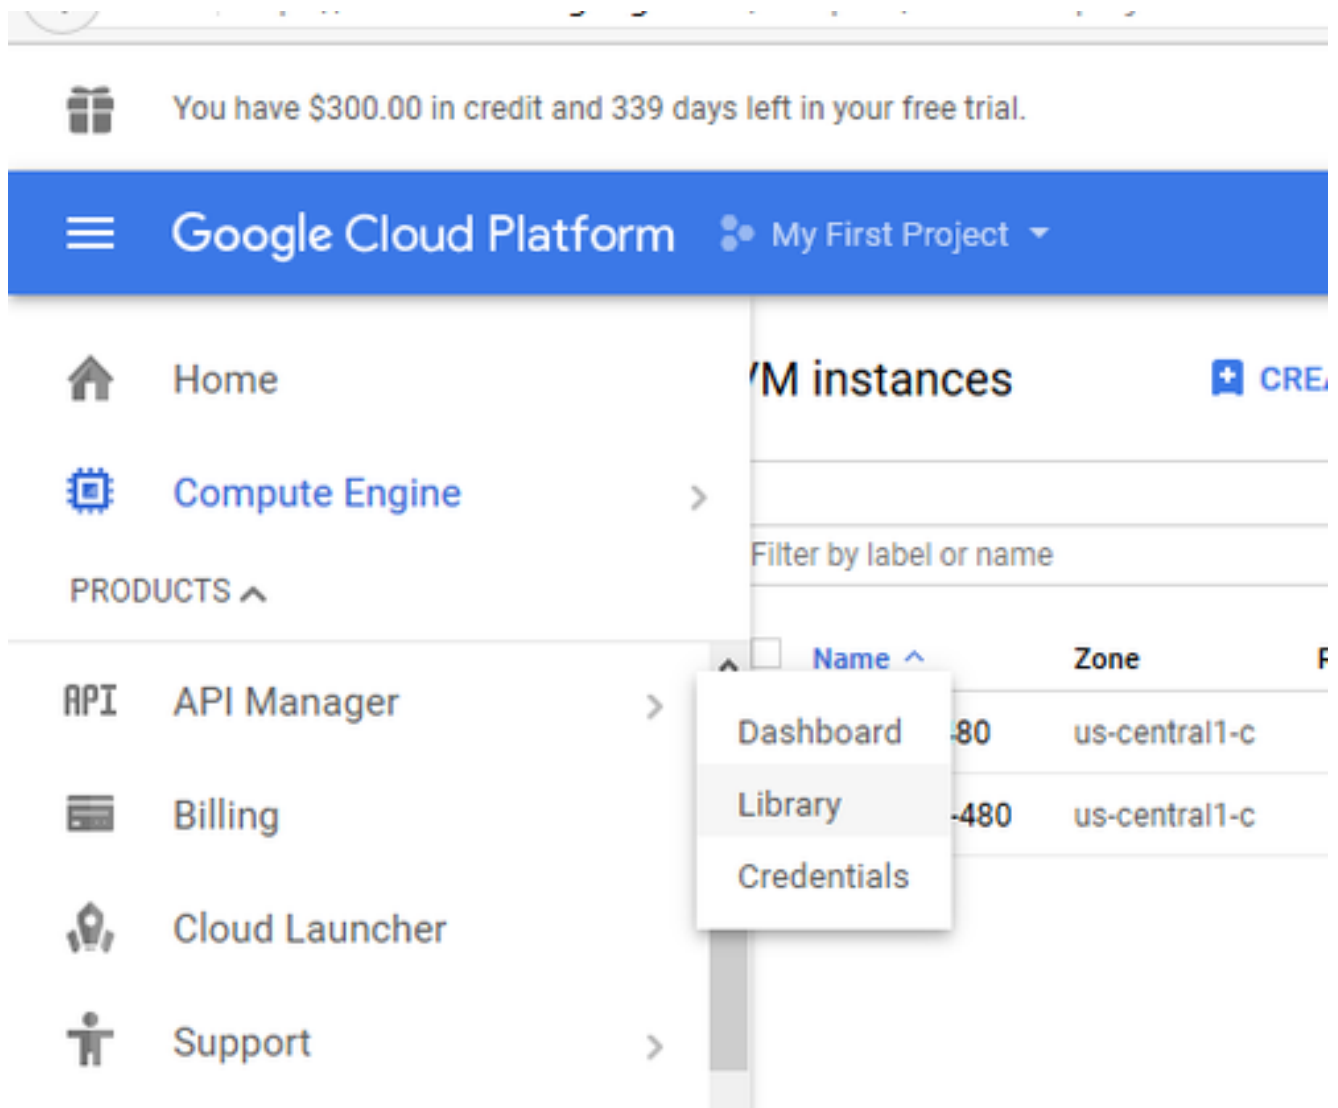 You have $300.00 in credit and 339 days left in your free trial.
Google Cloud Platform My First Project
Home
Compute Engine
PRODUCTS
API API Manager
Billing
Cloud Launcher
Support
Dashboard
Library
Credentials
M instances
CRE
Filter by label or name
Name Zone
80 us-central1-c
-480 us-central1-c